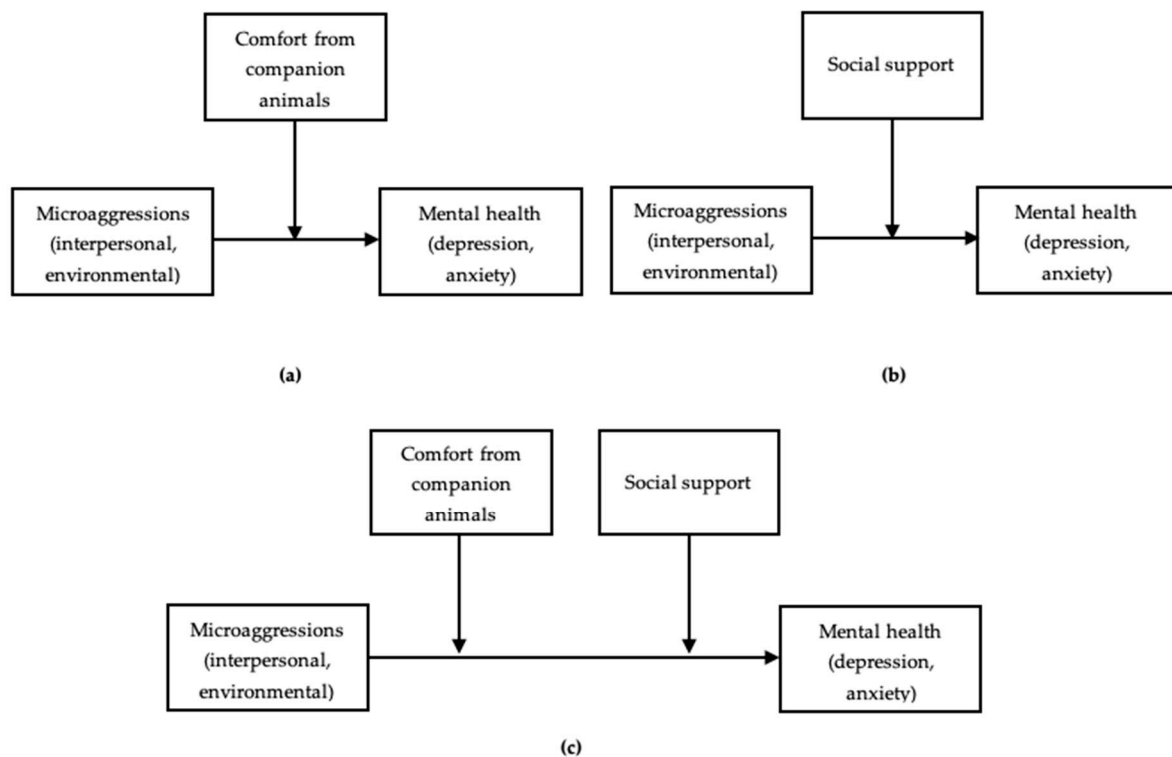 Comfort from
companion
animals
Microaggressions
(interpersonal,
environmental)
Mental health
(depression,
anxiety)
(a)
Social support
Microaggressions
(interpersonal,
environmental)
Mental health
(depression,
anxiety)
(b)
Comfort from
companion
animals
Social support
Microaggressions
(interpersonal,
environmental)
Mental health
(depression,
anxiety)
(c)